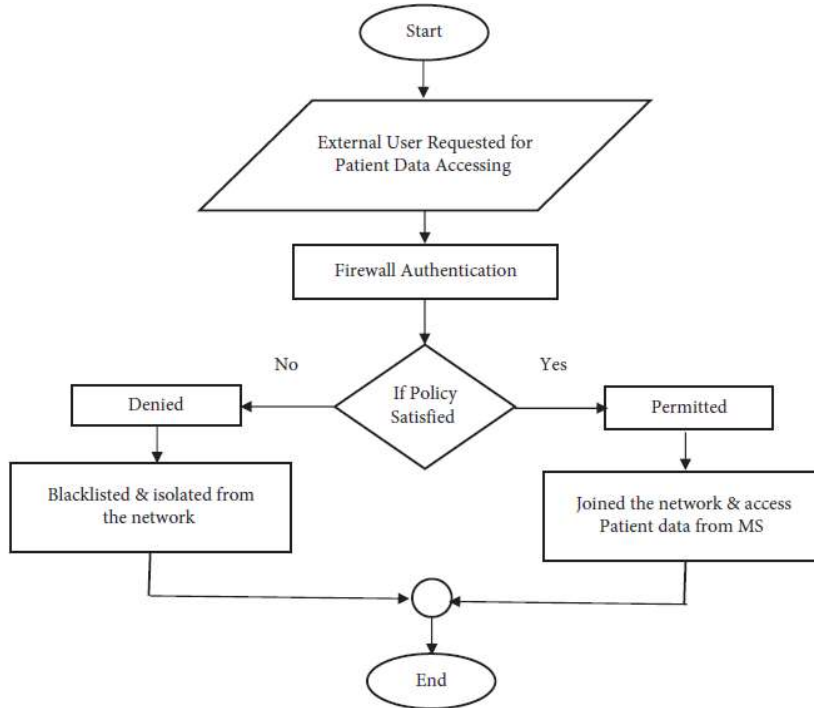 Start
External User Requested for
Patient Data Accessing
Firewall Authentication
No
Yes
If Policy
Satisfied
Denied
Permitted
Blacklisted & isolated from
the network
Joined the network & access
Patient data from MS
End